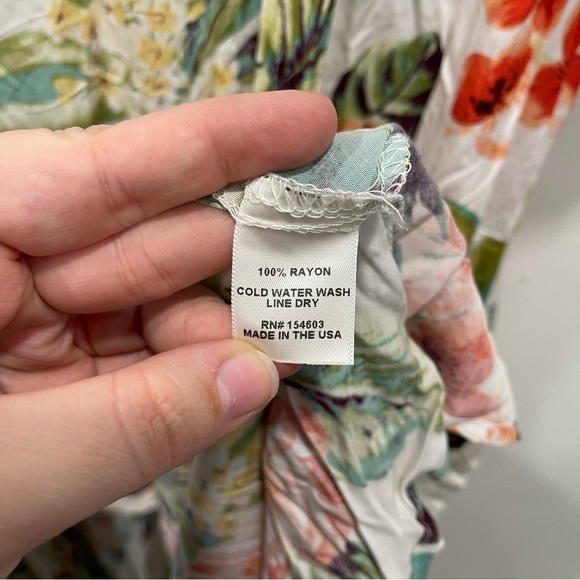 100% RAYON
COLD WATER WASH
LINE DRY
RN# 154603
MADE IN THE USA